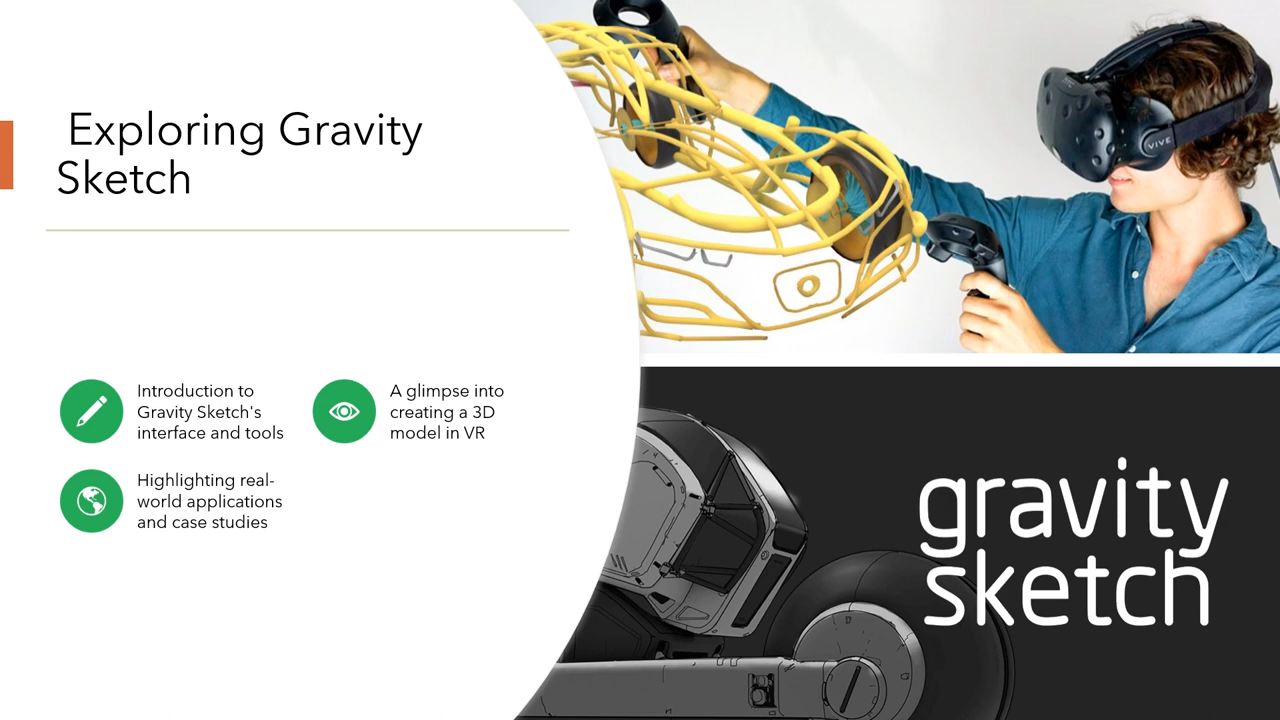 Exploring Gravity
Sketch
Introduction to
Gravity Sketch's
interface and tools
A glimpse into
creating a 3D
model in VR
Highlighting real-
world applications
and case studies
VIVE
gravity
sketch